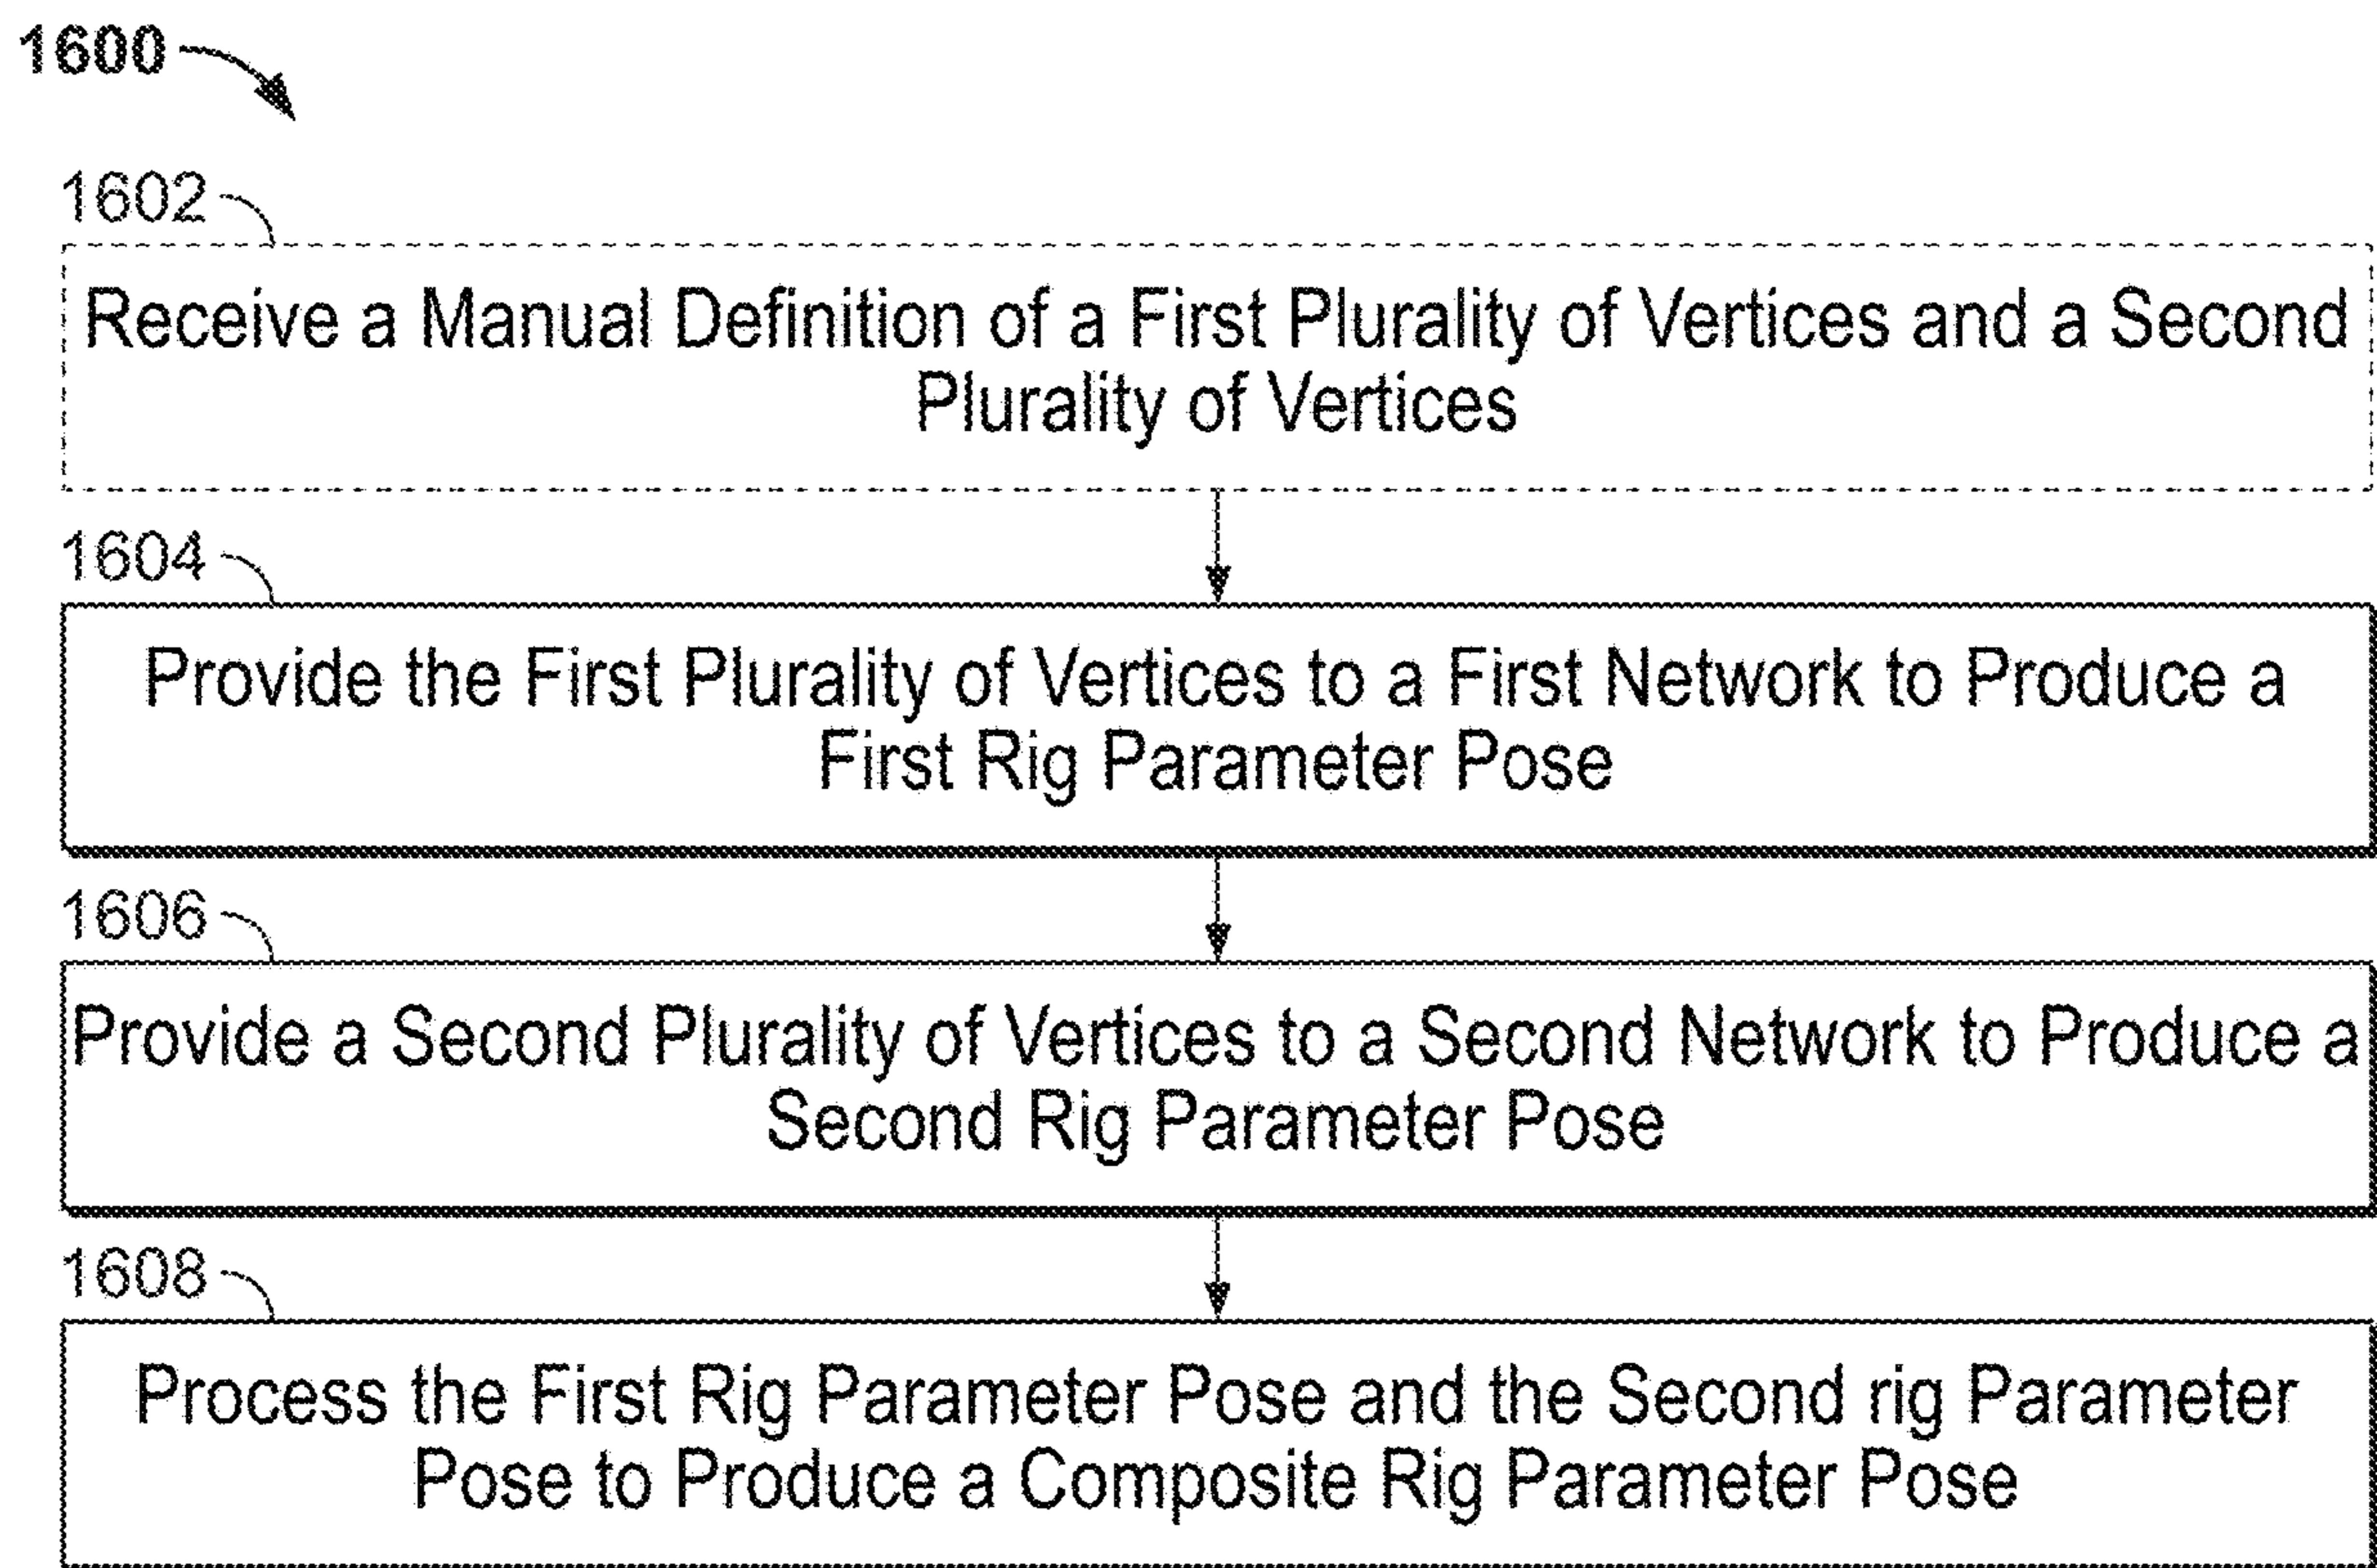 1600
1602
Receive a Manual Definition of a First Plurality of Vertices and a Second
Plurality of Vertices
1604
Provide the First Plurality of Vertices to a First Network to Produce a
First Rig Parameter Pose
1606
Provide a Second Plurality of Vertices to a Second Network to Produce a
Second Rig Parameter Pose
1608
Process the First Rig Parameter Pose and the Second rig Parameter
Pose to Produce a Composite Rig Parameter Pose